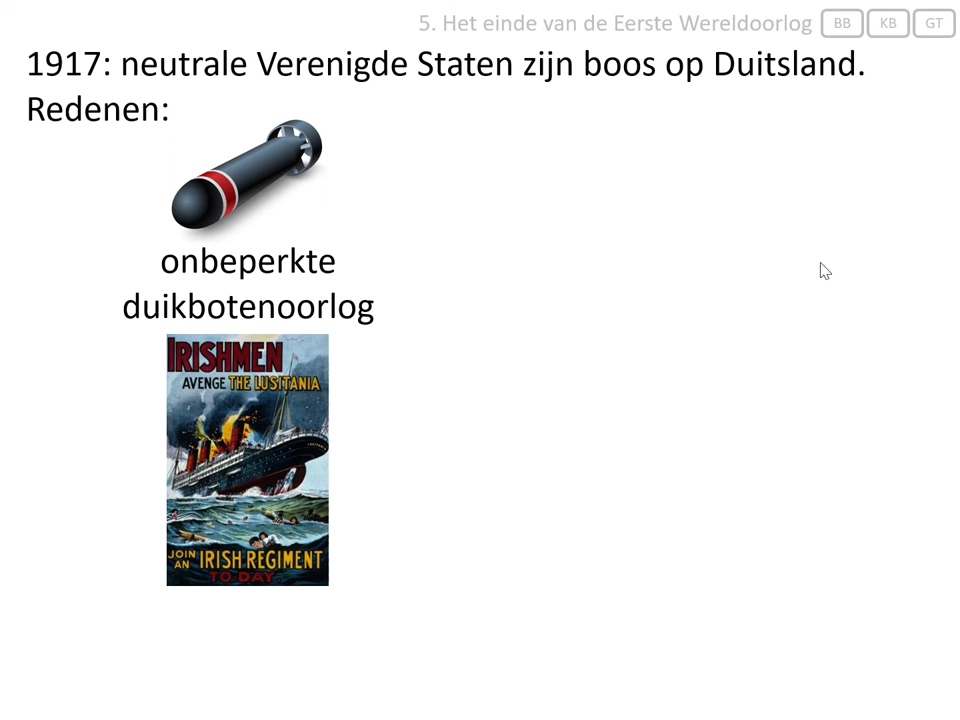 5. Het einde van de Eerste Wereldoorlog BB KB GT
1917: neutrale Verenigde Staten zijn boos op Duitsland.
Redenen:
onbeperkte
duikbotenoorlog
IRISHMEN
AVENGE THE LUSITANIA
JOIN AN IRISH REGIMENT
TO-DAY